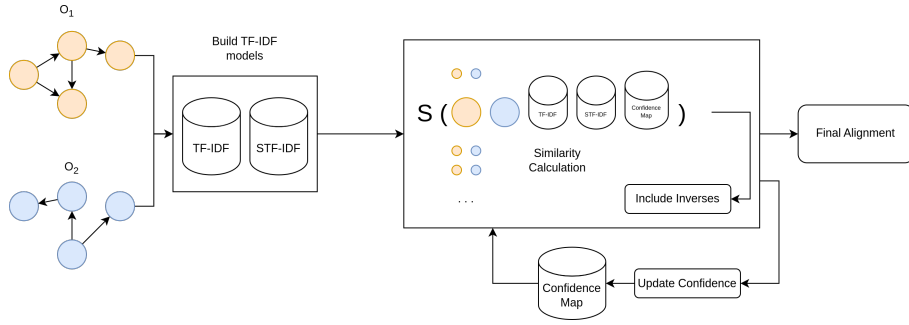 O1
Build TF-IDF
models
TF-IDF
STF-IDF
O2
S (
TF-IDF
STF-IDF
Confidence
Map
)
Similarity
Calculation
. . .
Include Inverses
Final Alignment
Confidence
Map
Update Confidence